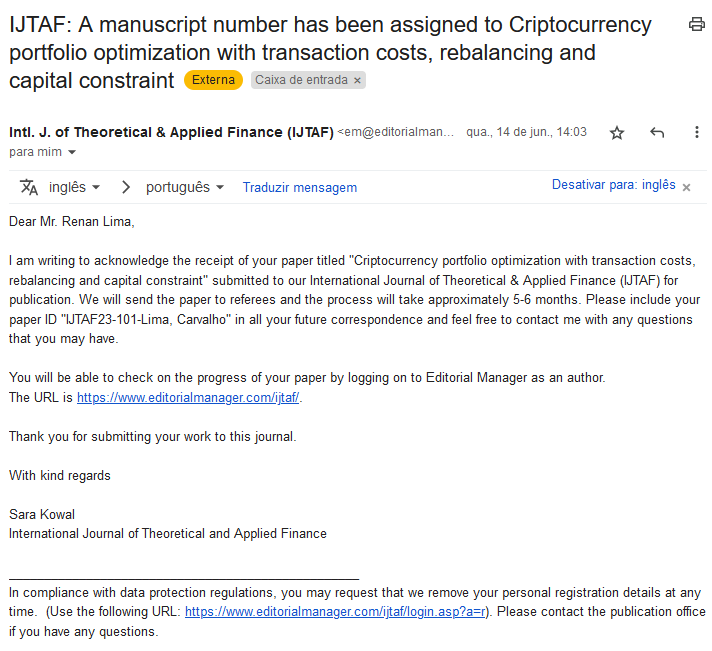 IJTAF: A manuscript number has been assigned to Criptocurrency
portfolio optimization with transaction costs, rebalancing and
capital constraint Externa Caixa de entrada ×
Intl. J. of Theoretical & Applied Finance (IJTAF) <em@editorialman... qua., 14 de jun., 14:03
para mim
inglês > português Traduzir mensagem Desativar para: inglês ×
Dear Mr. Renan Lima,
I am writing to acknowledge the receipt of your paper titled "Criptocurrency portfolio optimization with transaction costs,
rebalancing and capital constraint" submitted to our International Journal of Theoretical & Applied Finance (IJTAF) for
publication. We will send the paper to referees and the process will take approximately 5-6 months. Please include your
paper ID "IJTAF23-101-Lima, Carvalho" in all your future correspondence and feel free to contact me with any questions
that you may have.
You will be able to check on the progress of your paper by logging on to Editorial Manager as an author.
The URL is https://www.editorialmanager.com/ijtaf/.
Thank you for submitting your work to this journal.
With kind regards
Sara Kowal
International Journal of Theoretical and Applied Finance
In compliance with data protection regulations, you may request that we remove your personal registration details at any
time. (Use the following URL: https://www.editorialmanager.com/ijtaf/login.asp?a=r). Please contact the publication office
if you have any questions.